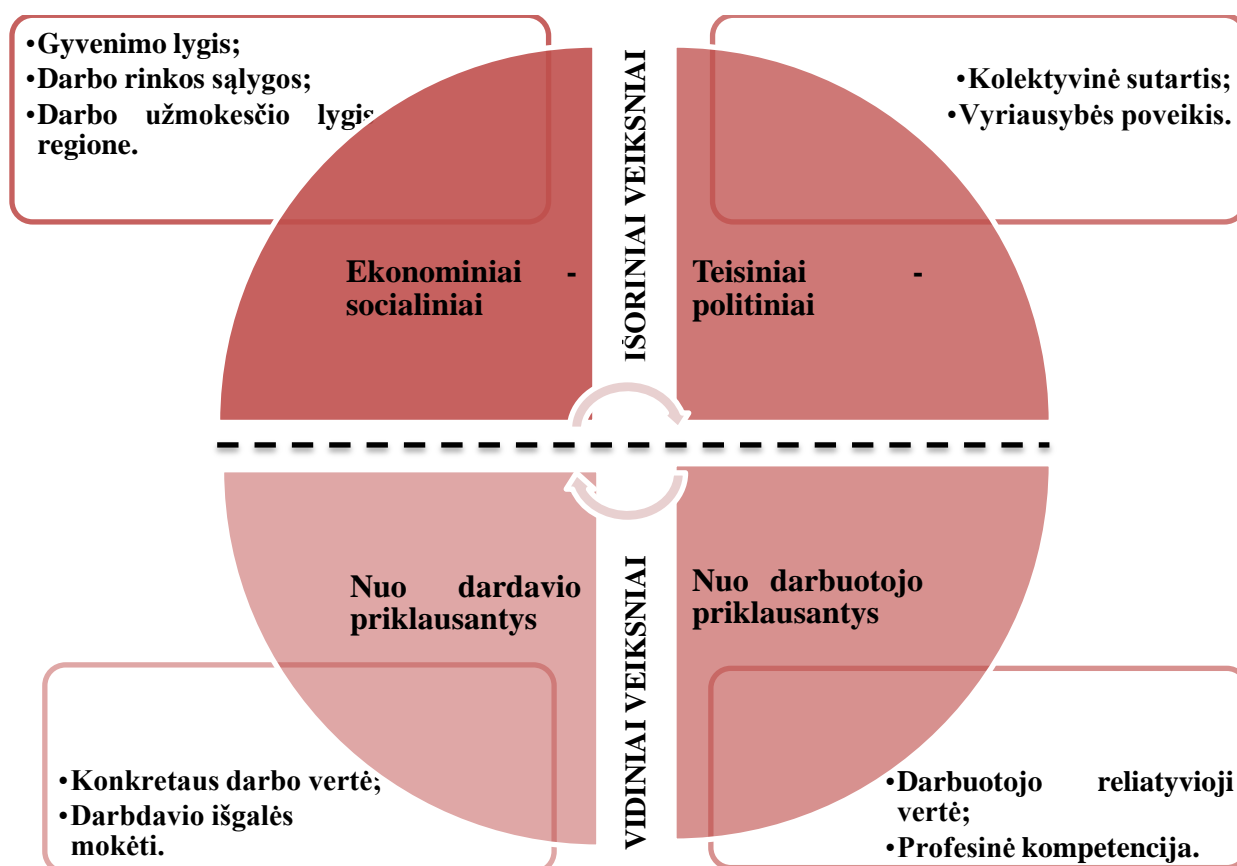 •Gyvenimo lygis;
•Darbo rinkos sąlygos;
•Darbo užmokesčio lygis
regione.
•Kolektyvinė sutartis;
•Vyriausybės poveikis.
IŠORINIAI VEIKSNIAI
Ekonominiai -
socialiniai
Teisiniai -
politiniai
Nuo dardavio
priklausantys
Nuo darbuotojo
priklausantys
VIDINIAI VEIKSNIAI
•Konkretaus darbo vertė;
•Darbdavio išgalės
mokėti.
•Darbuotojo reliatyvioji
vertė;
•Profesinė kompetencija.